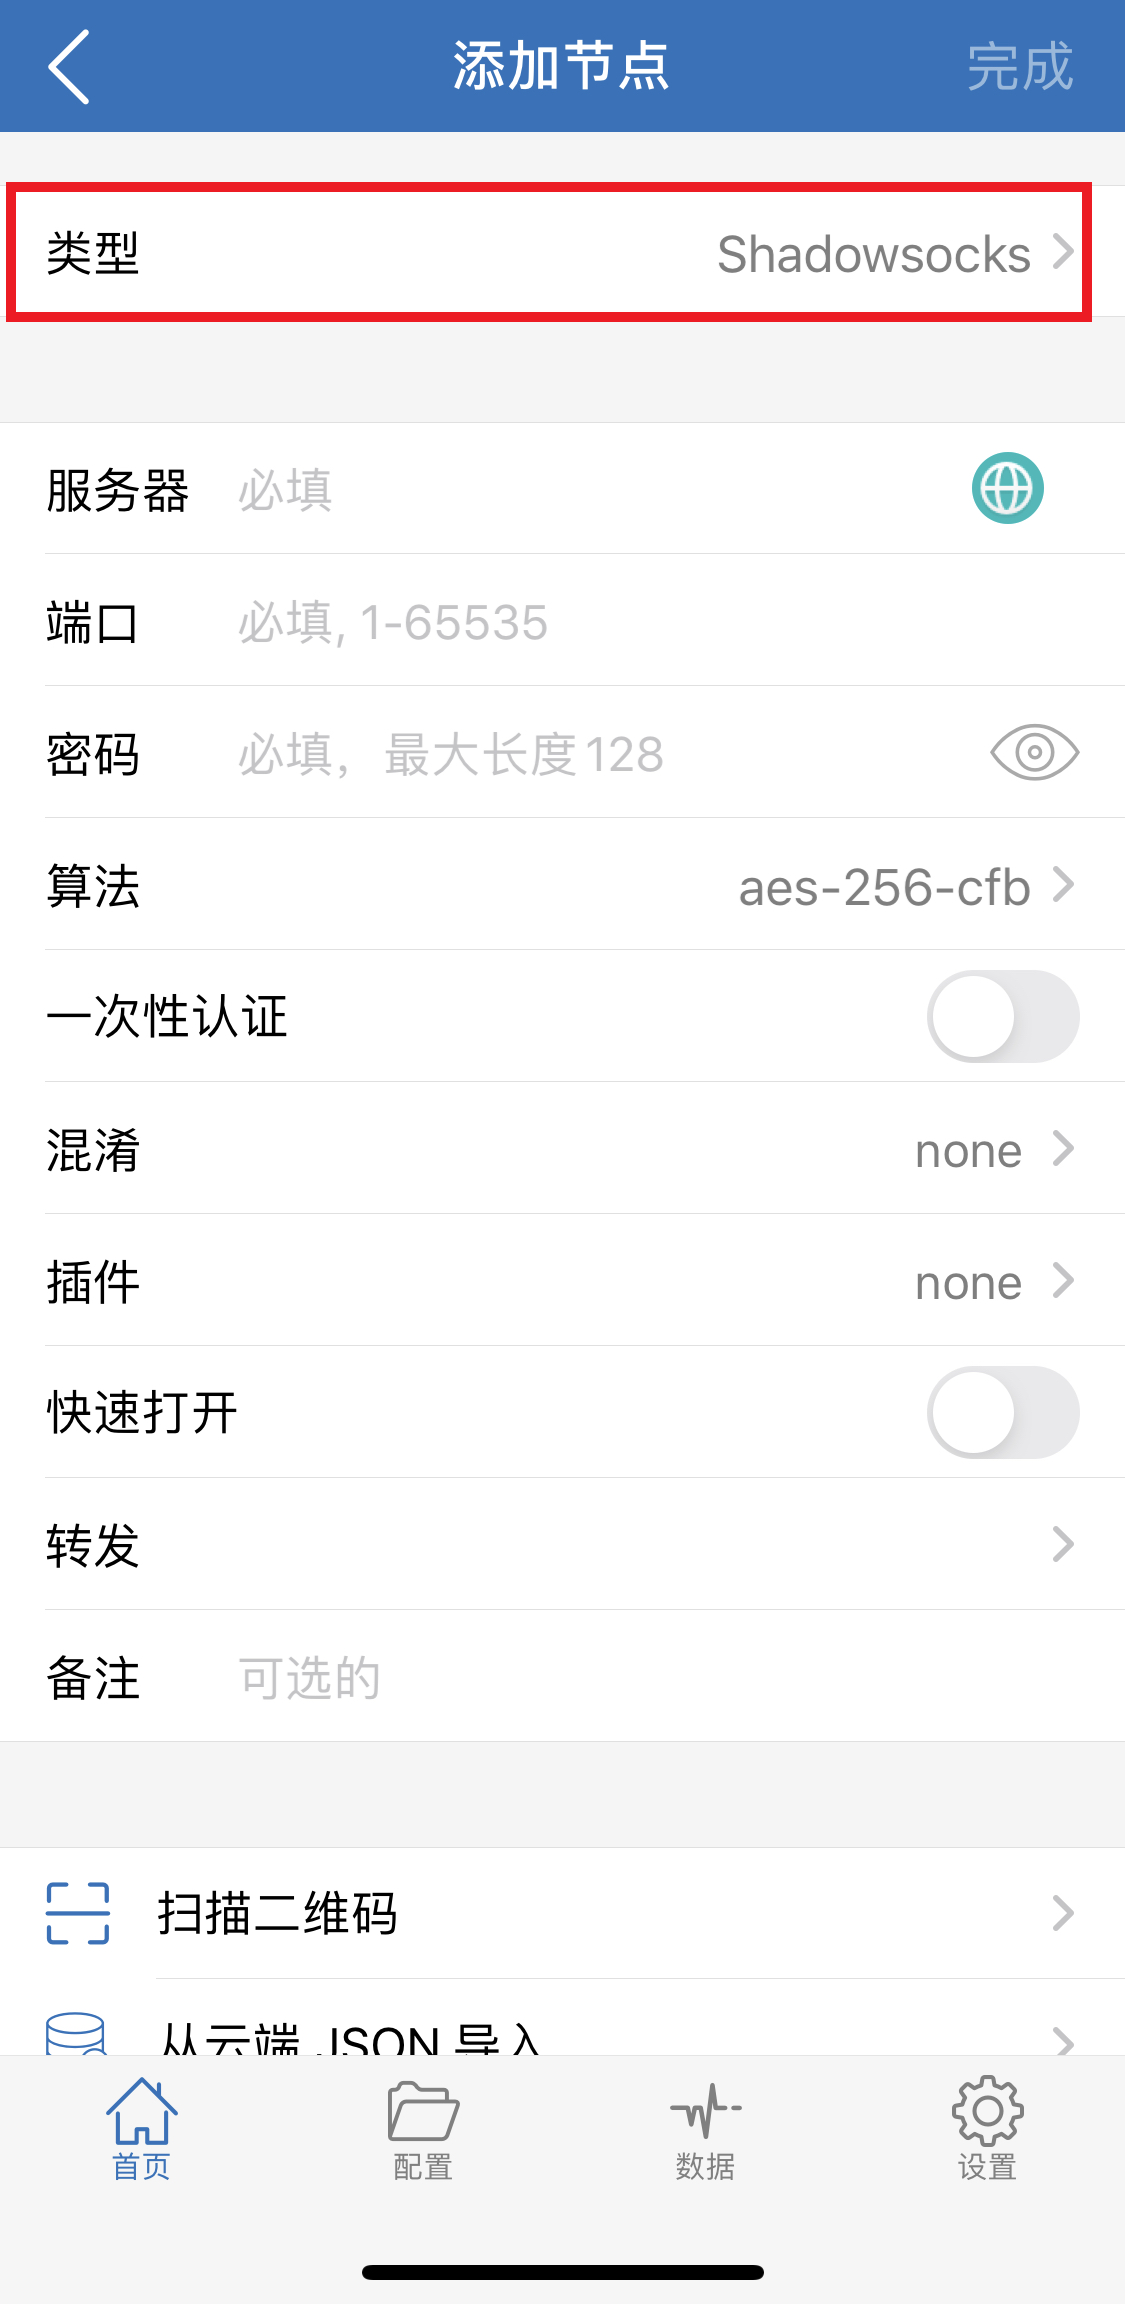 添加节点 完成
类型 Shadowsocks
服务器 必填
端口 必填, 1-65535
密码 必填，最大长度128
算法 aes-256-cfb
一次性认证
混淆 none
插件 none
快速打开
转发
备注 可选的
扫描二维码
从云端 JSON 导入
首页 配置 数据 设置